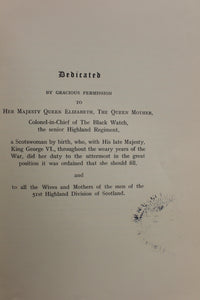 Dedicated
BY GRACIOUS PERMISSION
TO
HER MAJESTY QUEEN ELIZABETH, THE QUEEN MOTHER,
Colonel-in-Chief of The Black Watch,
the senior Highland Regiment,
a Scotswoman by birth, who, with His late Majesty,
King George VI., throughout the weary years of the
War, did her duty to the uttermost in the great
position it was ordained that she should fill,
and
to all the Wives and Mothers of the men of the
51st Highland Division of Scotland.